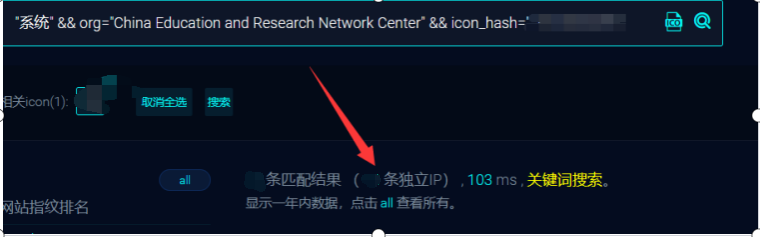 "系统" && org="China Education and Research Network Center" && icon_hash="
相关icon(1): 取消全选 搜索
all 条匹配结果 （ 条独立IP）, 103 ms , 关键词搜索。
网站指纹排名 显示一年内数据，点击 all 查看所有。